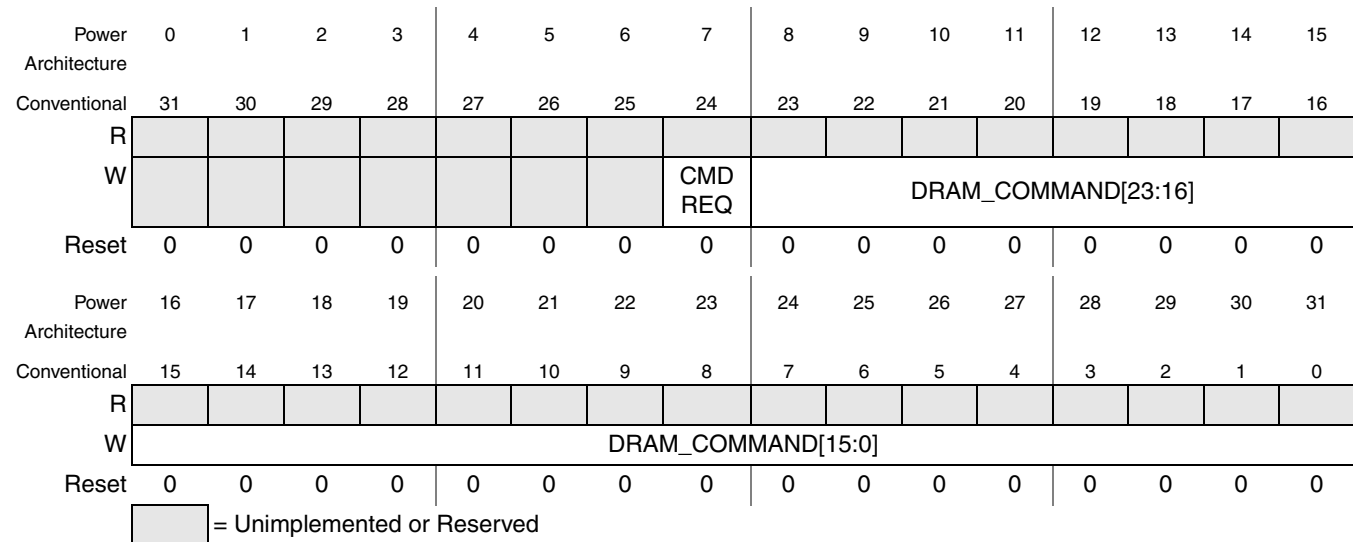 Power Architecture 0 1 2 3 4 5 6 7 8 9 10 11 12 13 14 15
Conventional 31 30 29 28 27 26 25 24 23 22 21 20 19 18 17 16
R
W CMD REQ DRAM_COMMAND[23:16]
Reset 0 0 0 0 0 0 0 0 0 0 0 0 0 0 0 0
Power Architecture 16 17 18 19 20 21 22 23 24 25 26 27 28 29 30 31
Conventional 15 14 13 12 11 10 9 8 7 6 5 4 3 2 1 0
R
W DRAM_COMMAND[15:0]
Reset 0 0 0 0 0 0 0 0 0 0 0 0 0 0 0 0
= Unimplemented or Reserved